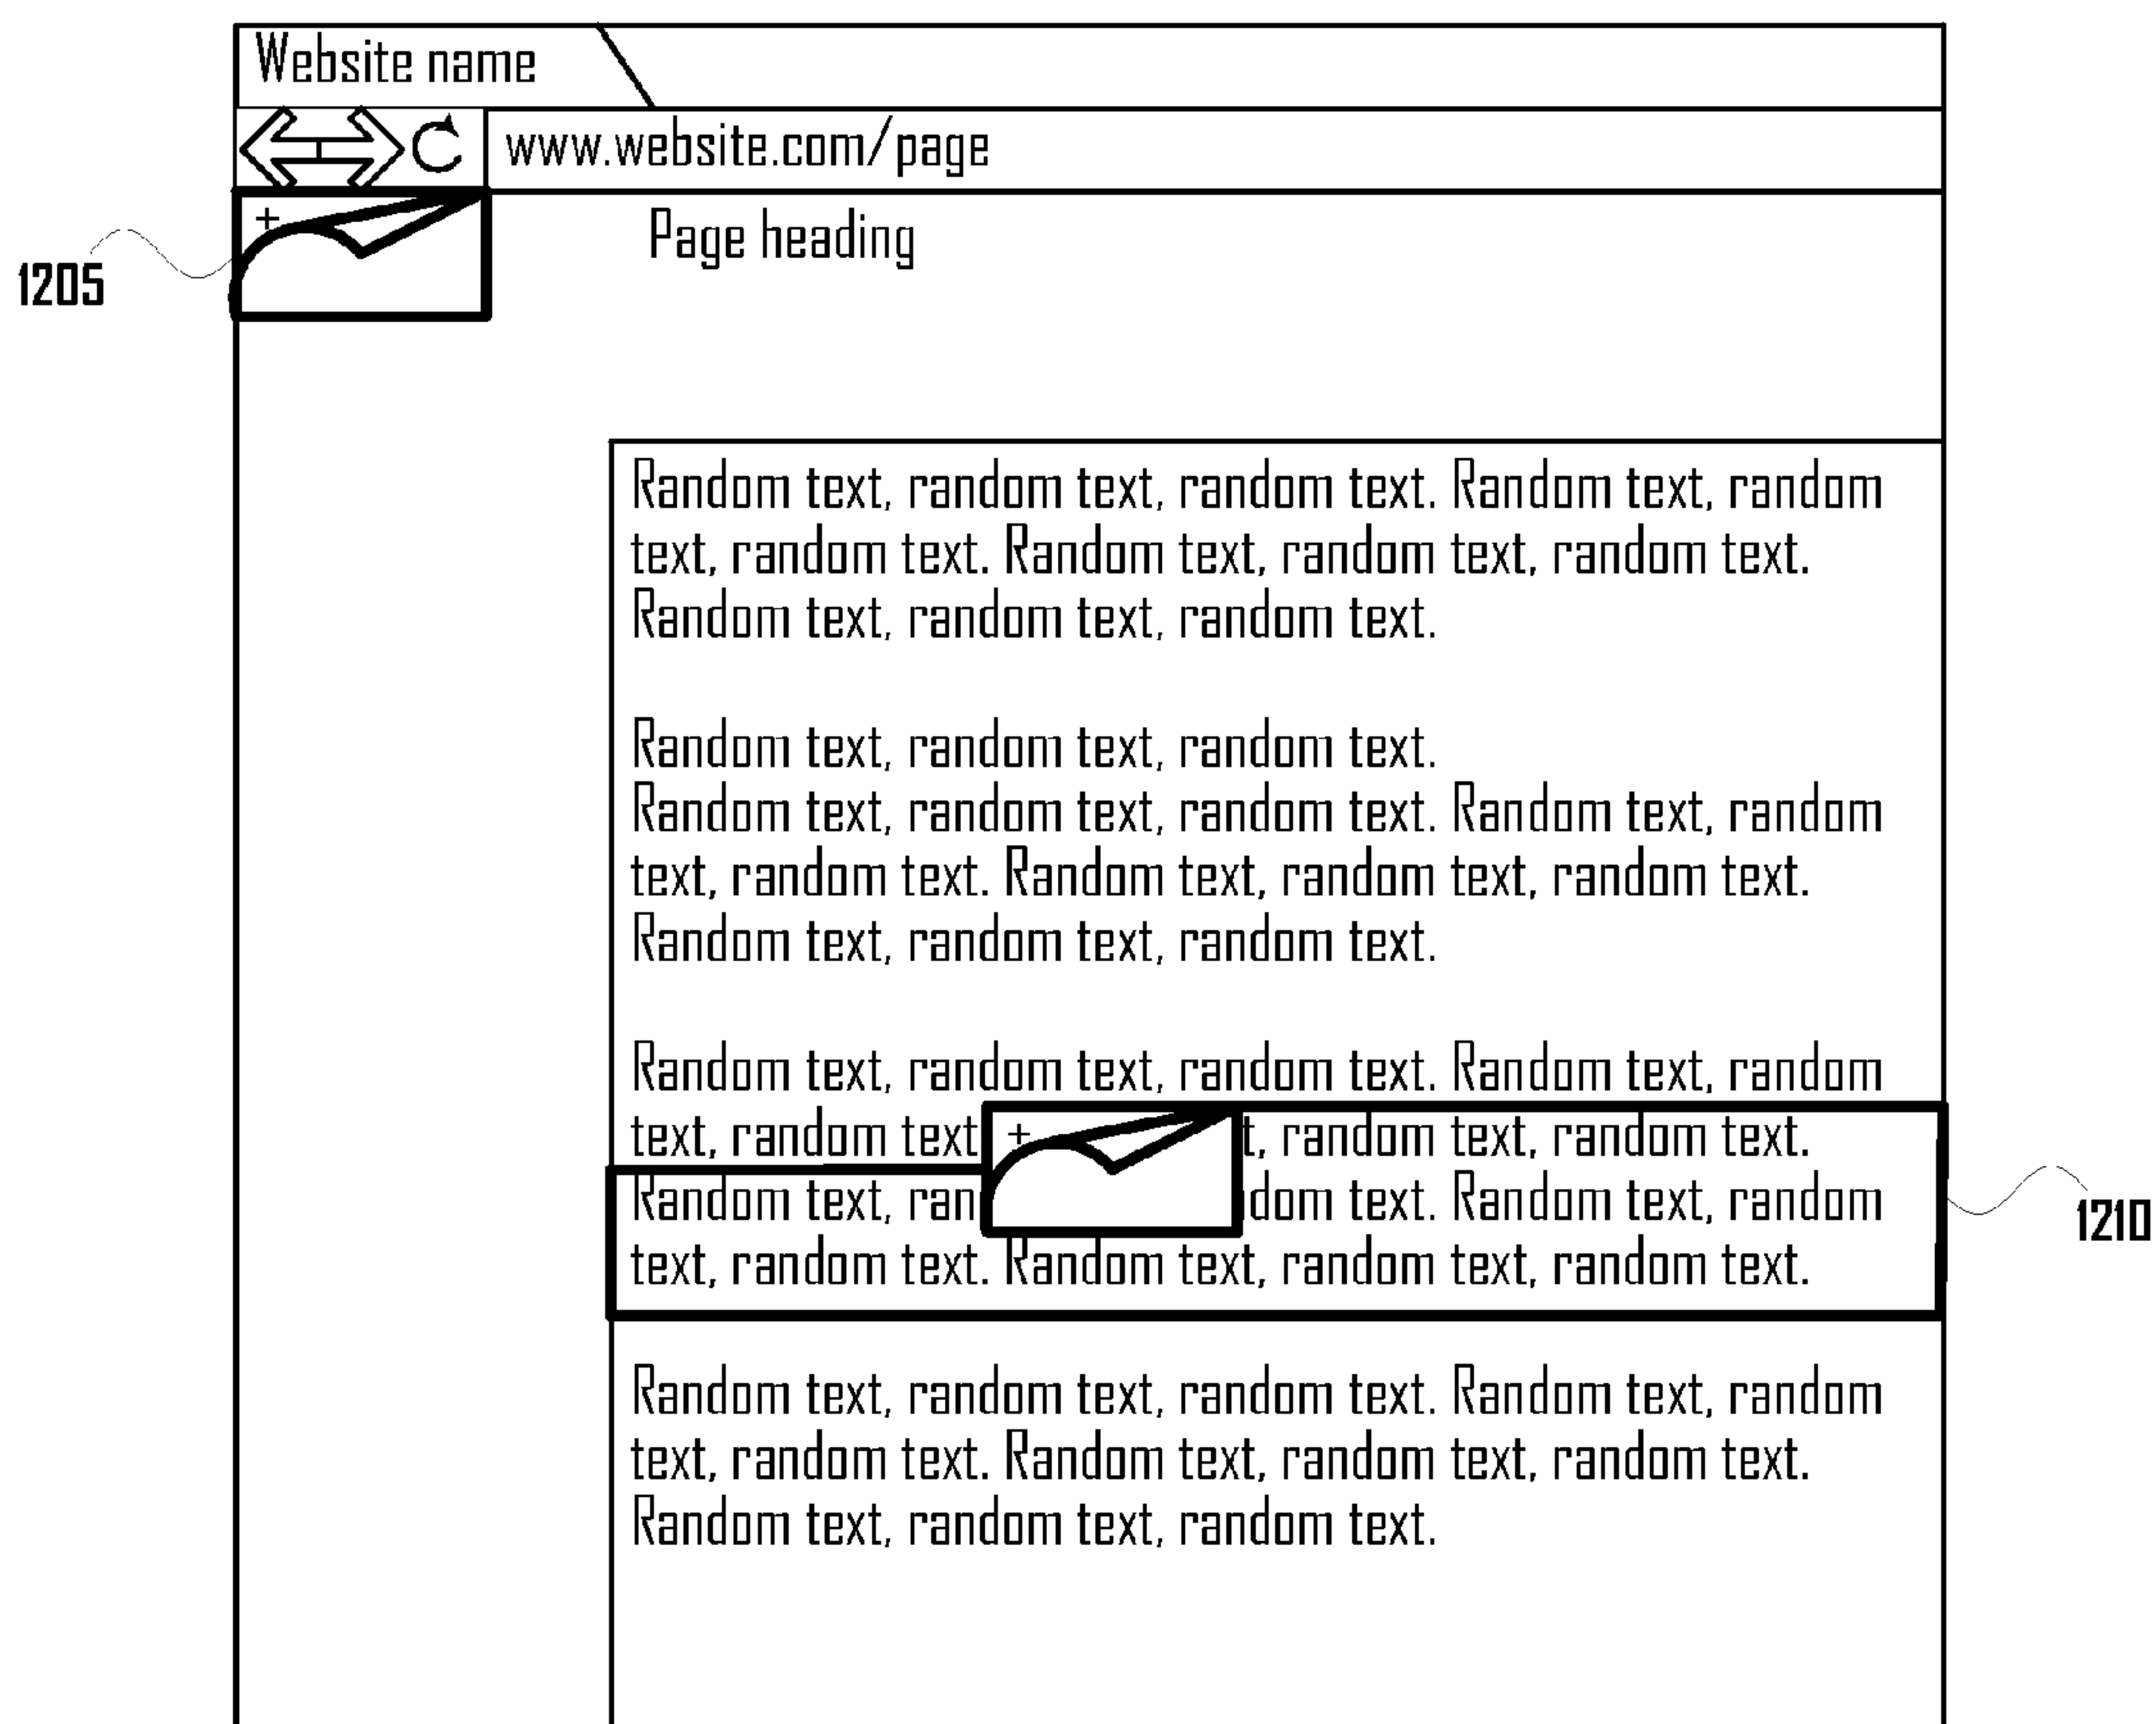 Website name
www.website.com/page
+
Page heading
1205
Random text, random text, random text. Random text, random
text, random text. Random text, random text, random text.
Random text, random text, random text.
Random text, random text, random text.
Random text, random text, random text. Random text, random
text, random text. Random text, random text, random text.
Random text, random text, random text.
Random text, random text, random text. Random text, random
text, random text + t, random text, random text.
Random text, ran dom text. Random text, random
1210
text, random text. Random text, random text, random text.
Random text, random text, random text. Random text, random
text, random text. Random text, random text, random text.
Random text, random text, random text.